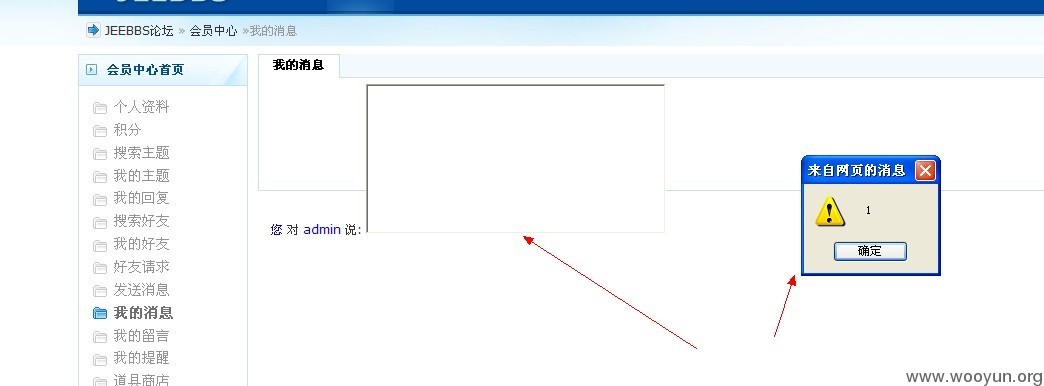 JEEBBS
JEEBBS论坛 » 会员中心 »我的消息
会员中心首页
个人资料
积分
搜索主题
我的主题
我的回复
搜索好友
我的好友
好友请求
发送消息
我的消息
我的留言
我的提醒
道具商店
我的消息
您 对 admin 说:
来自网页的消息
1
确定
www.wooyun.org